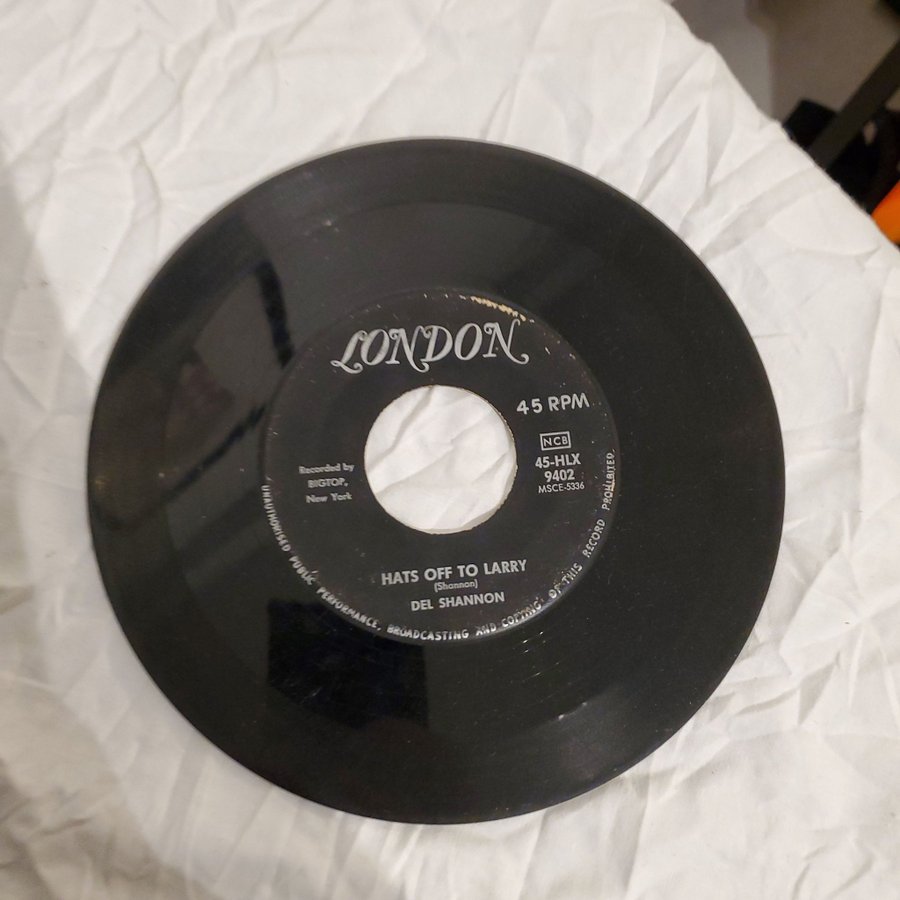 LONDON
45 RPM
NCB
45-HLX
9402
MSCE-5336
Recorded by
BIGTOP,
New York
HATS OFF TO LARRY
(Shannon)
DEL SHANNON
UNAUTHORISED PUBLIC PERFORMANCE, BROADCASTING AND COPYING OF THIS RECORD PROHIBITED